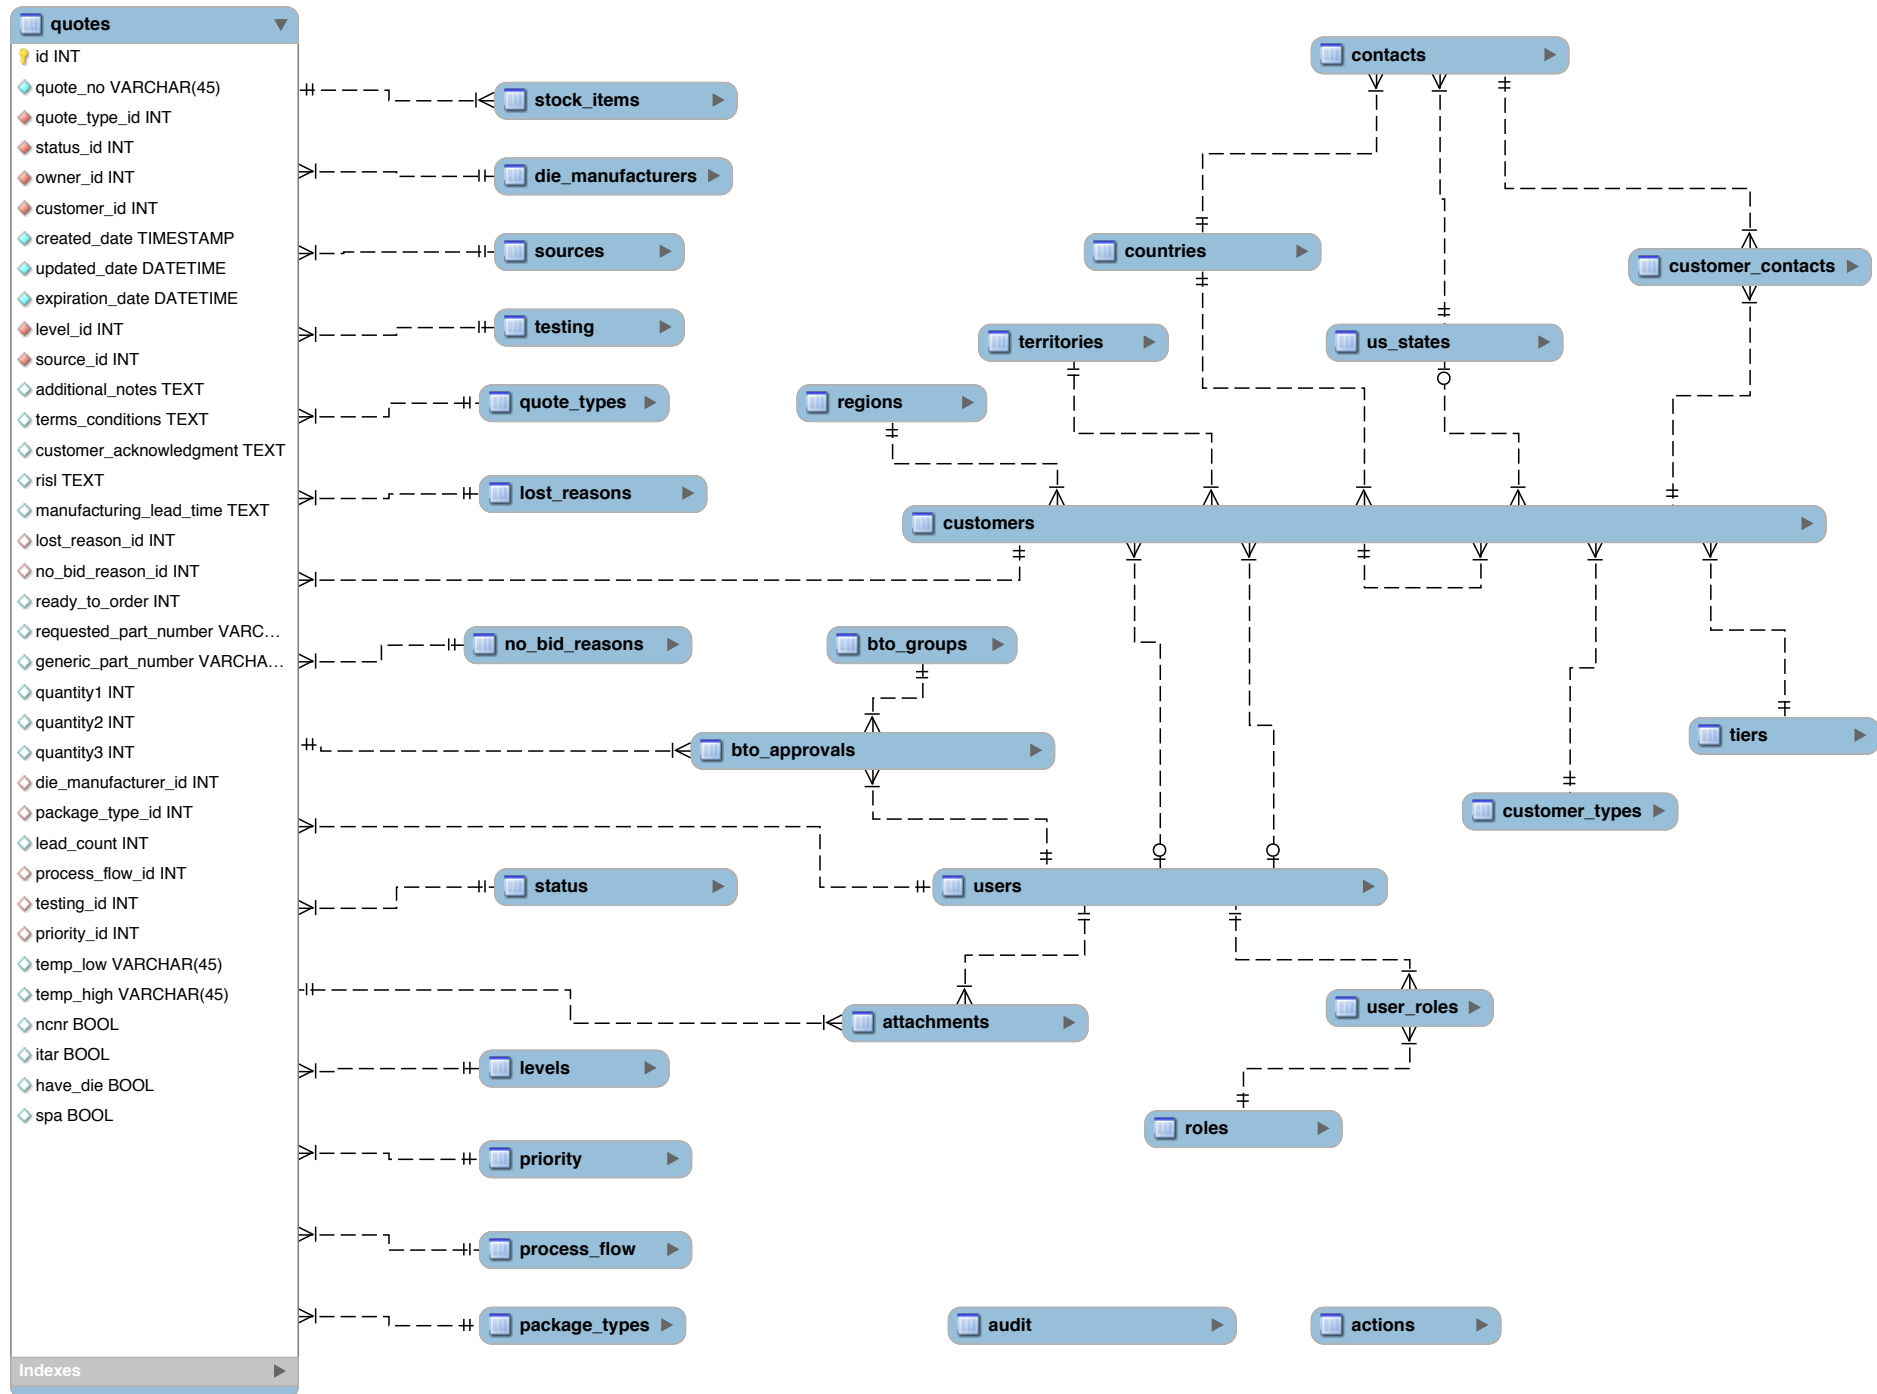 quotes
id INT
quote_no VARCHAR(45)
quote_type_id INT
status_id INT
owner_id INT
customer_id INT
created_date TIMESTAMP
updated_date DATETIME
expiration_date DATETIME
level_id INT
source_id INT
additional_notes TEXT
terms_conditions TEXT
customer_acknowledgment TEXT
risl TEXT
manufacturing_lead_time TEXT
lost_reason_id INT
no_bid_reason_id INT
ready_to_order INT
requested_part_number VARC...
generic_part_number VARCHA...
quantity1 INT
quantity2 INT
quantity3 INT
die_manufacturer_id INT
package_type_id INT
lead_count INT
process_flow_id INT
testing_id INT
priority_id INT
temp_low VARCHAR(45)
temp_high VARCHAR(45)
ncnr BOOL
itar BOOL
have_die BOOL
spa BOOL
Indexes
stock_items
die_manufacturers
sources
testing
quote_types
lost_reasons
no_bid_reasons
status
levels
priority
process_flow
package_types
contacts
countries
customer_contacts
territories
us_states
regions
customers
bto_groups
bto_approvals
tiers
customer_types
users
attachments
user_roles
roles
audit
actions